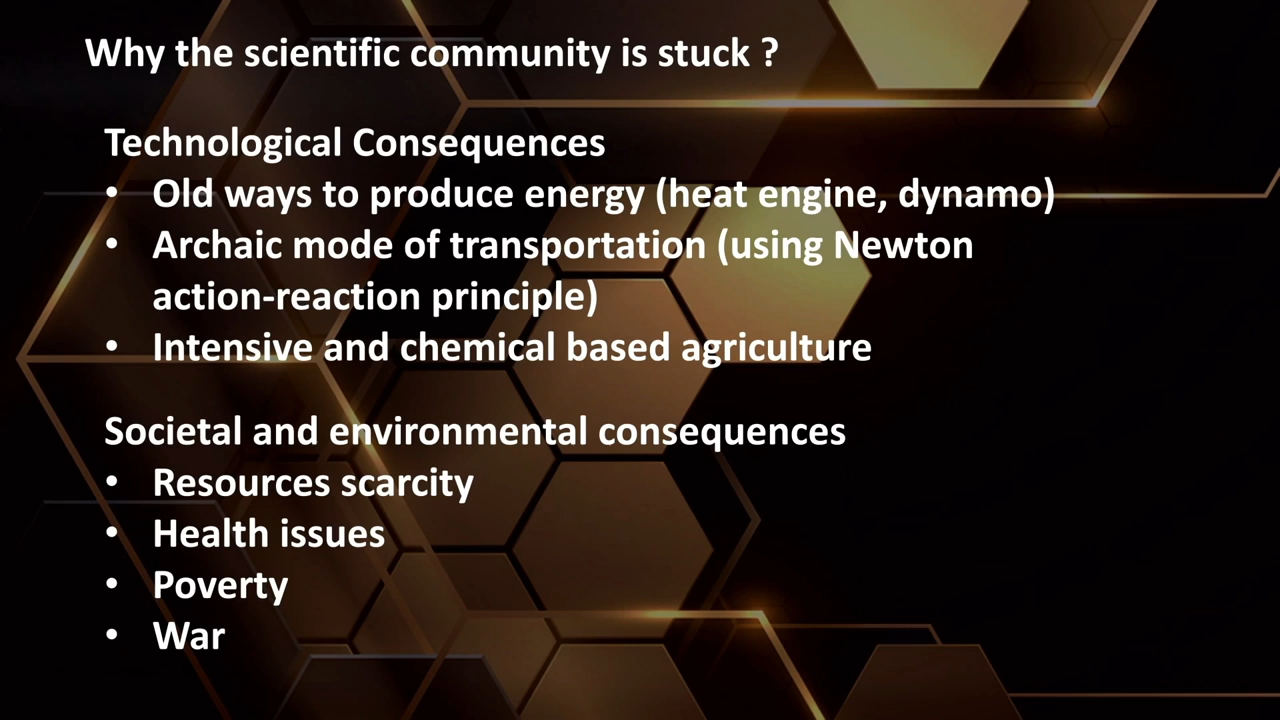 Why the scientific community is stuck ?
Technological Consequences
• Old ways to produce energy (heat engine, dynamo)
• Archaic mode of transportation (using Newton
action-reaction principle)
• Intensive and chemical based agriculture
Societal and environmental consequences
• Resources scarcity
• Health issues
• Poverty
• War